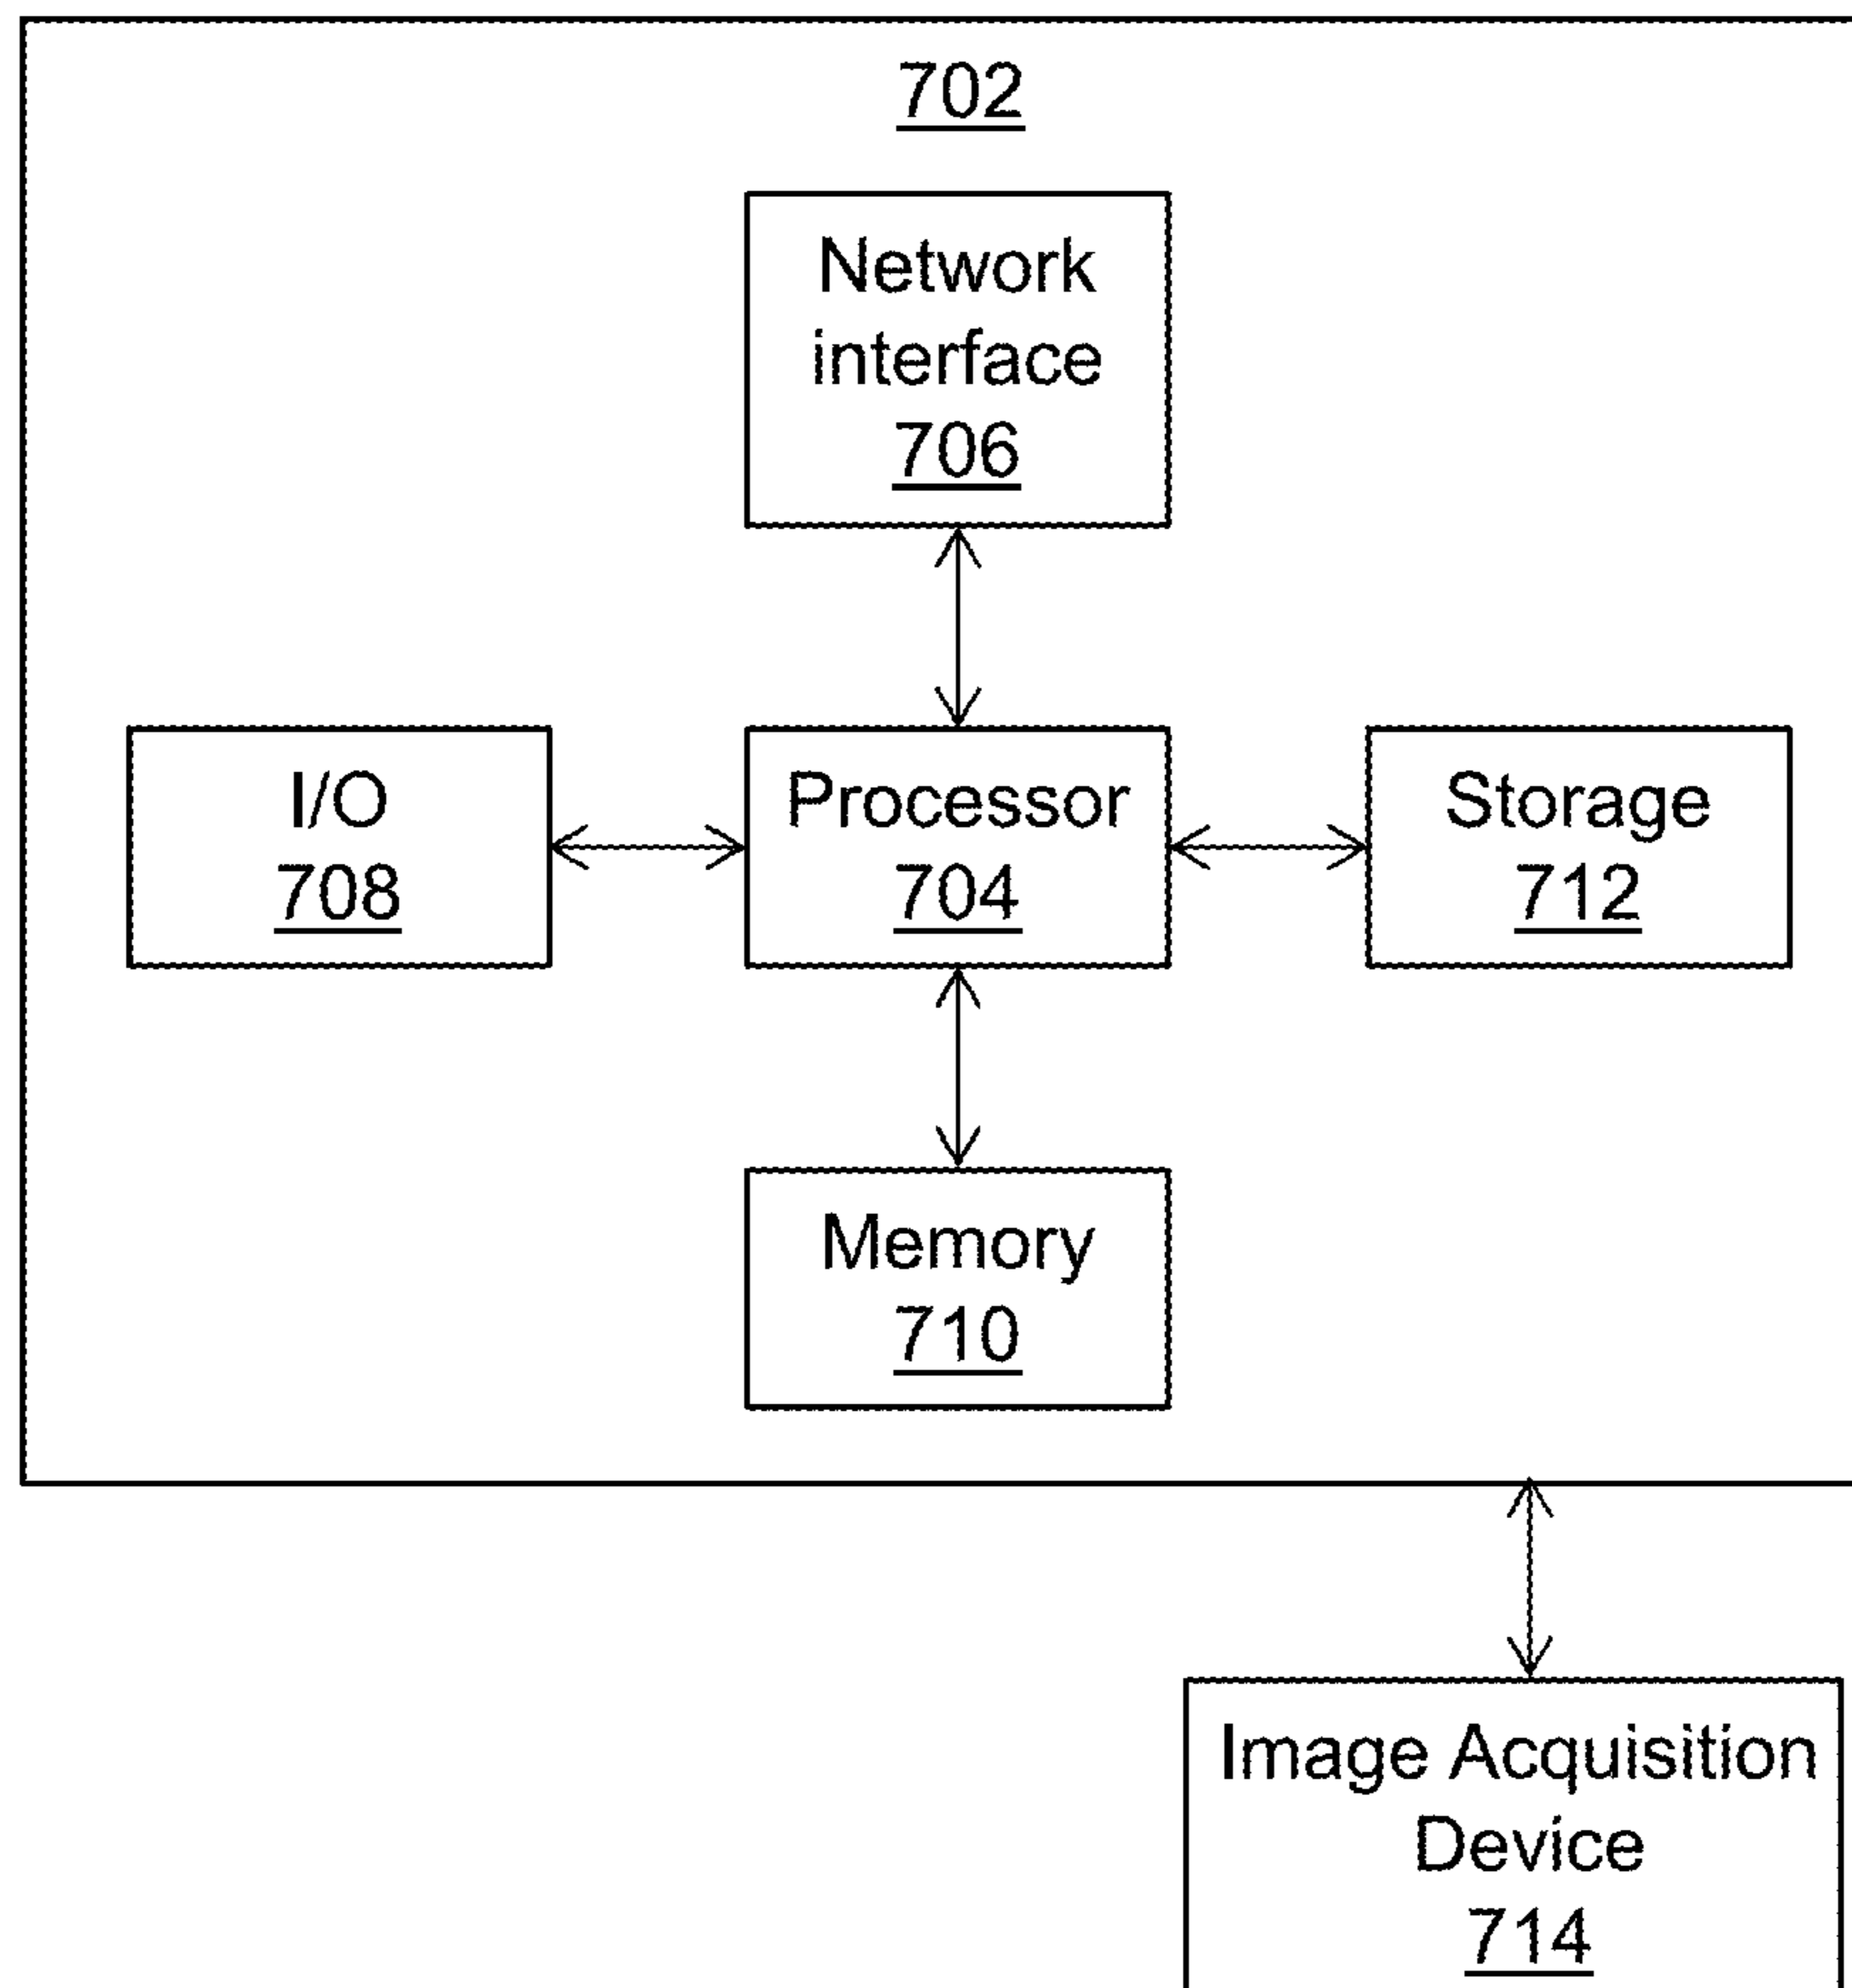 702
Network
interface
706
I/O
708
Processor
704
Storage
712
Memory
710
Image Acquisition
Device
714